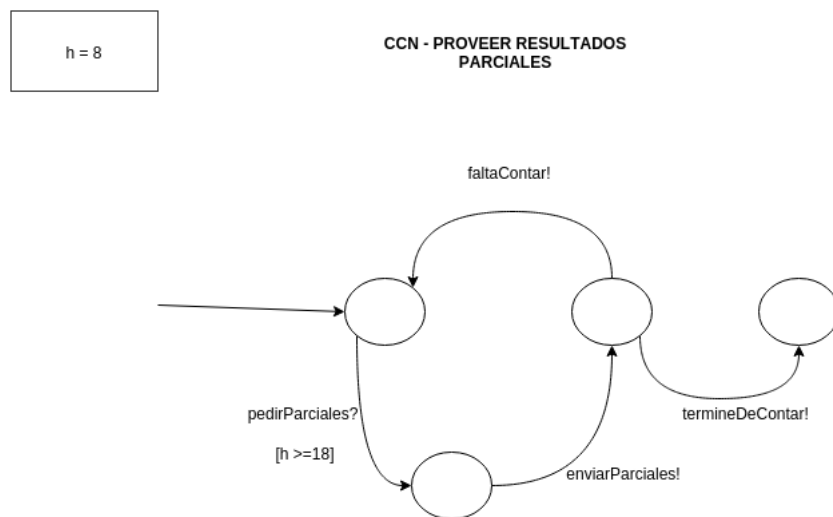 h = 8
CCN - PROVEER RESULTADOS
PARCIALES
faltaContar!
pedirParciales?
[h >=18]
enviarParciales!
termineDeContar!